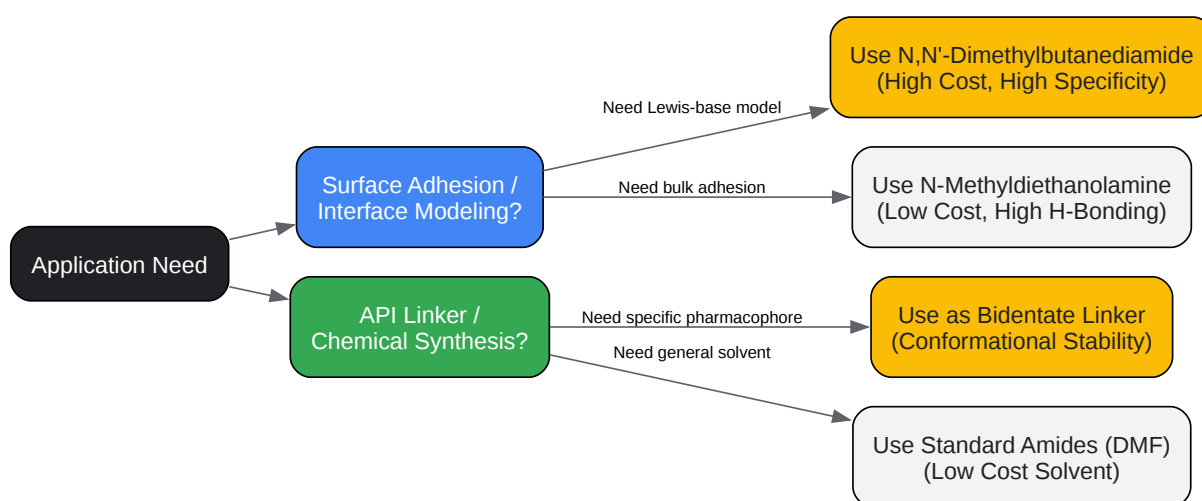 Application Need
Surface Adhesion /
Interface Modeling?
API Linker /
Chemical Synthesis?
Need Lewis-base model
Need bulk adhesion
Need specific pharmacophore
Need general solvent
Use N,N'-Dimethylbutanediamide
(High Cost, High Specificity)
Use N-Methyldiethanolamine
(Low Cost, High H-Bonding)
Use as Bidentate Linker
(Conformational Stability)
Use Standard Amides (DMF)
(Low Cost Solvent)